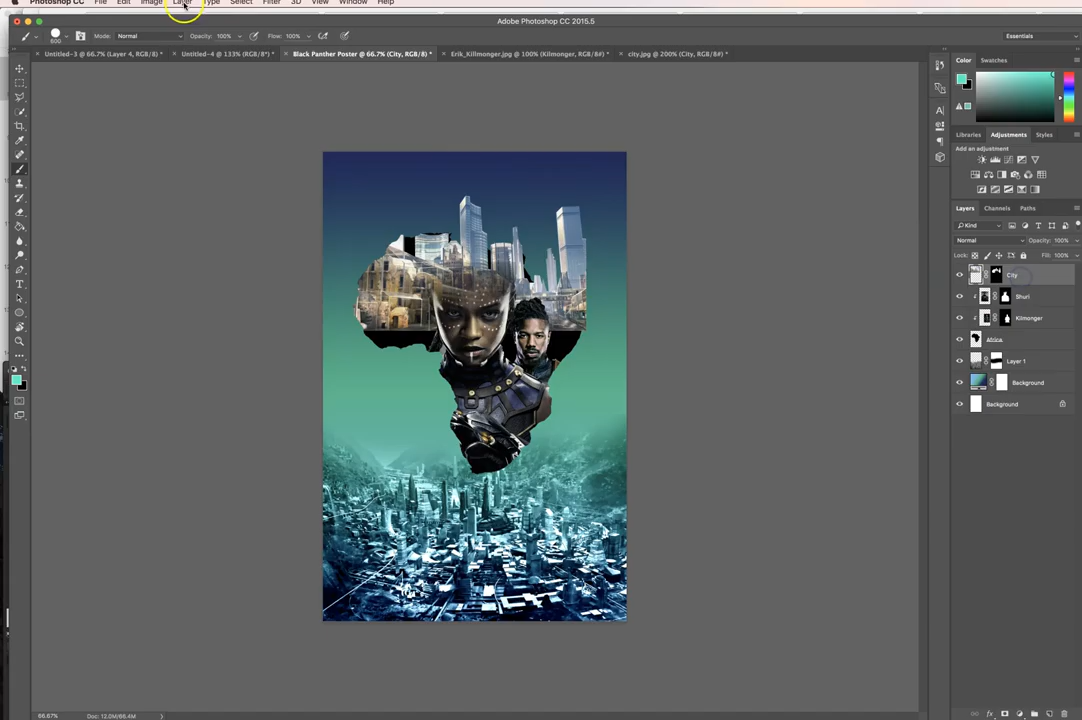 Photoshop CC File Edit Image Layer Type Select Filter 3D View Window Help
Adobe Photoshop CC 2015.5
600 Mode: Normal Opacity: 100% Flow: 100% Essentials
× Untitled-3 @ 66.7% (Layer 4, RGB/8) * × Untitled-4 @ 133% (RGB/8*) * × Black Panther Poster @ 66.7% (City, RGB/8) * × Erik_Killmonger.jpg @ 100% (Kilmonger, RGB/8#) * × city.jpg @ 200% (City, RGB/8#) *
Color Swatches
Libraries Adjustments Styles
Add an adjustment
Layers Channels Paths
Kind
Normal Opacity: 100%
Lock: Fill: 100%
City
Shuri
Kilmonger
Africa
Layer 1
Background
Background
66.67% Doc: 12.0M/66.4M